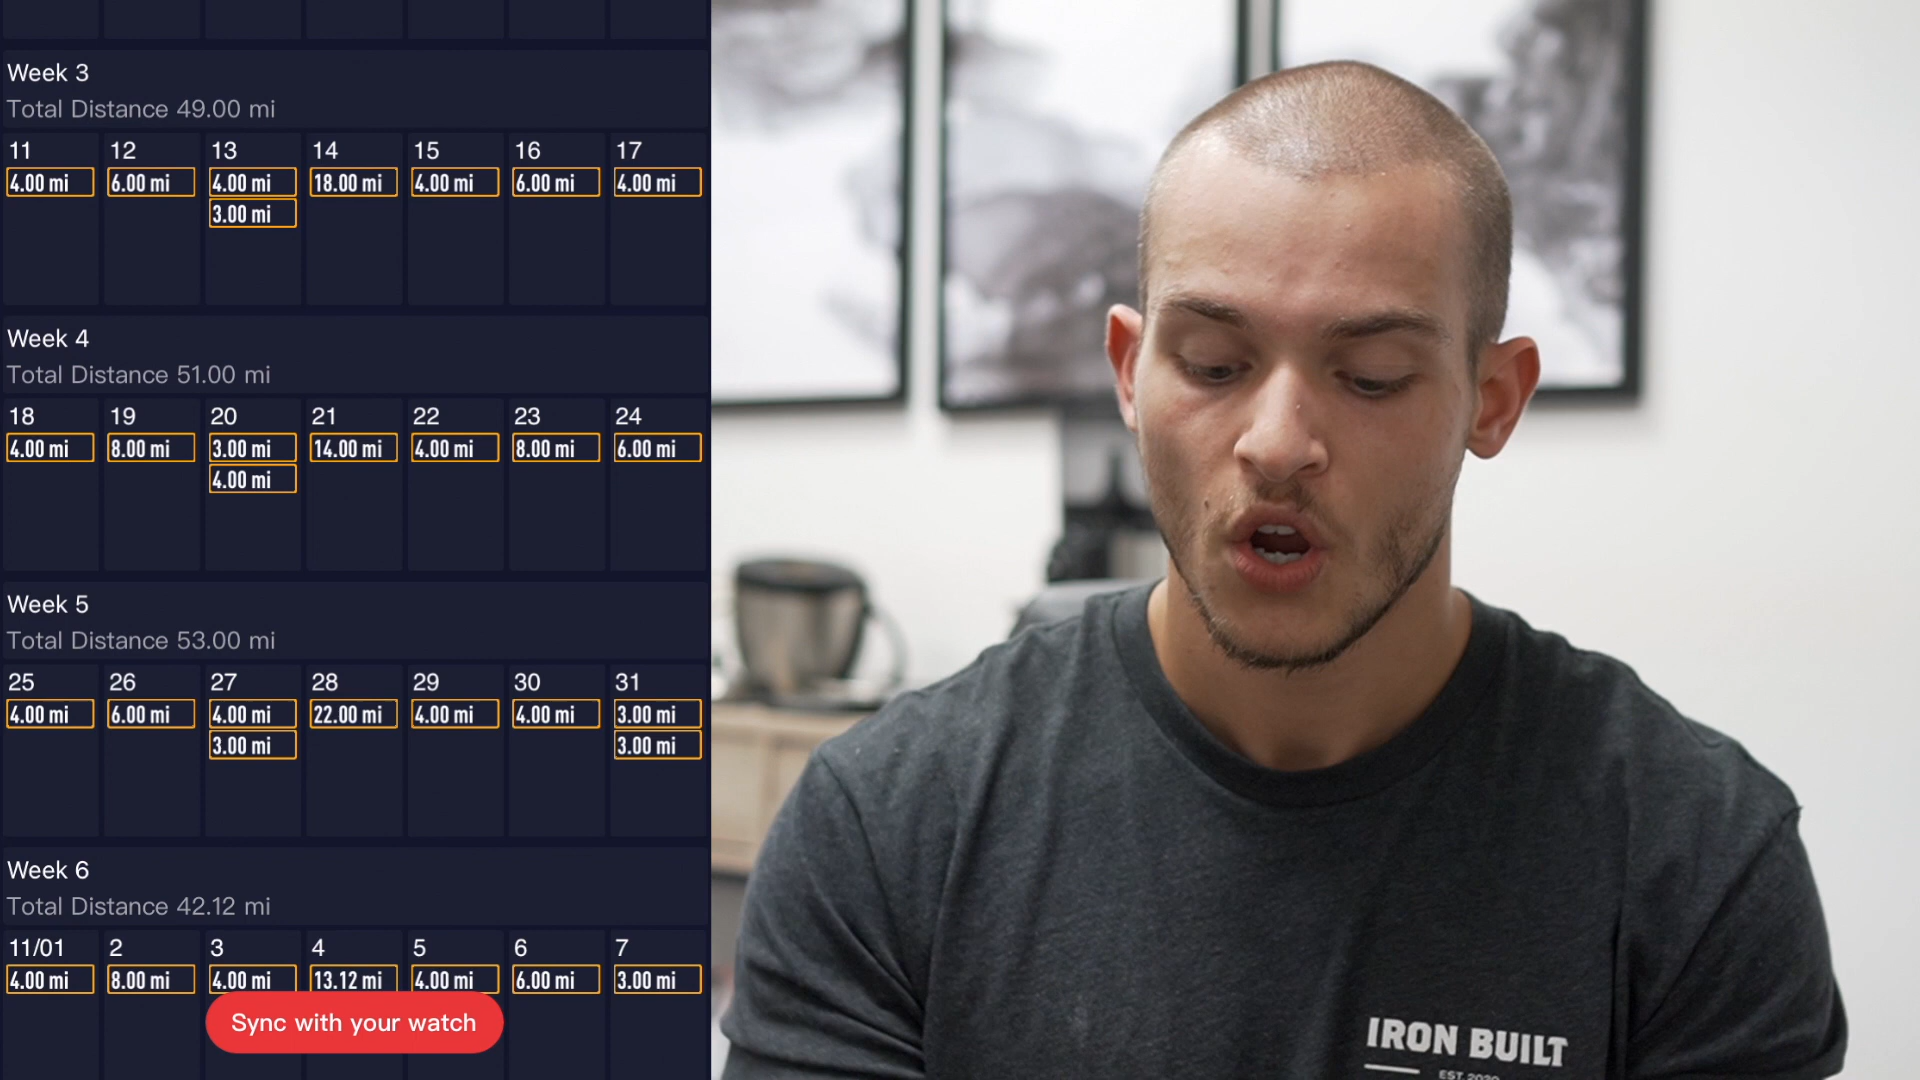 Week 3
Total Distance 49.00 mi
11 12 13 14 15 16 17
4.00 mi 6.00 mi 4.00 mi 18.00 mi 4.00 mi 6.00 mi 4.00 mi
3.00 mi
Week 4
Total Distance 51.00 mi
18 19 20 21 22 23 24
4.00 mi 8.00 mi 3.00 mi 14.00 mi 4.00 mi 8.00 mi 6.00 mi
4.00 mi
Week 5
Total Distance 53.00 mi
25 26 27 28 29 30 31
4.00 mi 6.00 mi 4.00 mi 22.00 mi 4.00 mi 4.00 mi 3.00 mi
3.00 mi 3.00 mi
Week 6
Total Distance 42.12 mi
11/01 2 3 4 5 6 7
4.00 mi 8.00 mi 4.00 mi 13.12 mi 4.00 mi 6.00 mi 3.00 mi
Sync with your watch
IRON BUILT
EST. 2020